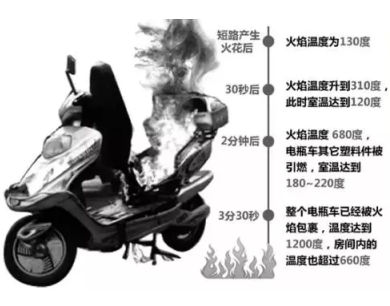 短路产生
火花后
火焰温度为130度
30秒后
火焰温度升到310度，
此时室温达到120度
2分钟后
火焰温度 680度，
电瓶车其它塑料件被
引燃，室温达到
180~220度
3分30秒
整个电瓶车已经被火
焰包裹，温度达到
1200度，房间内的
温度也超过660度